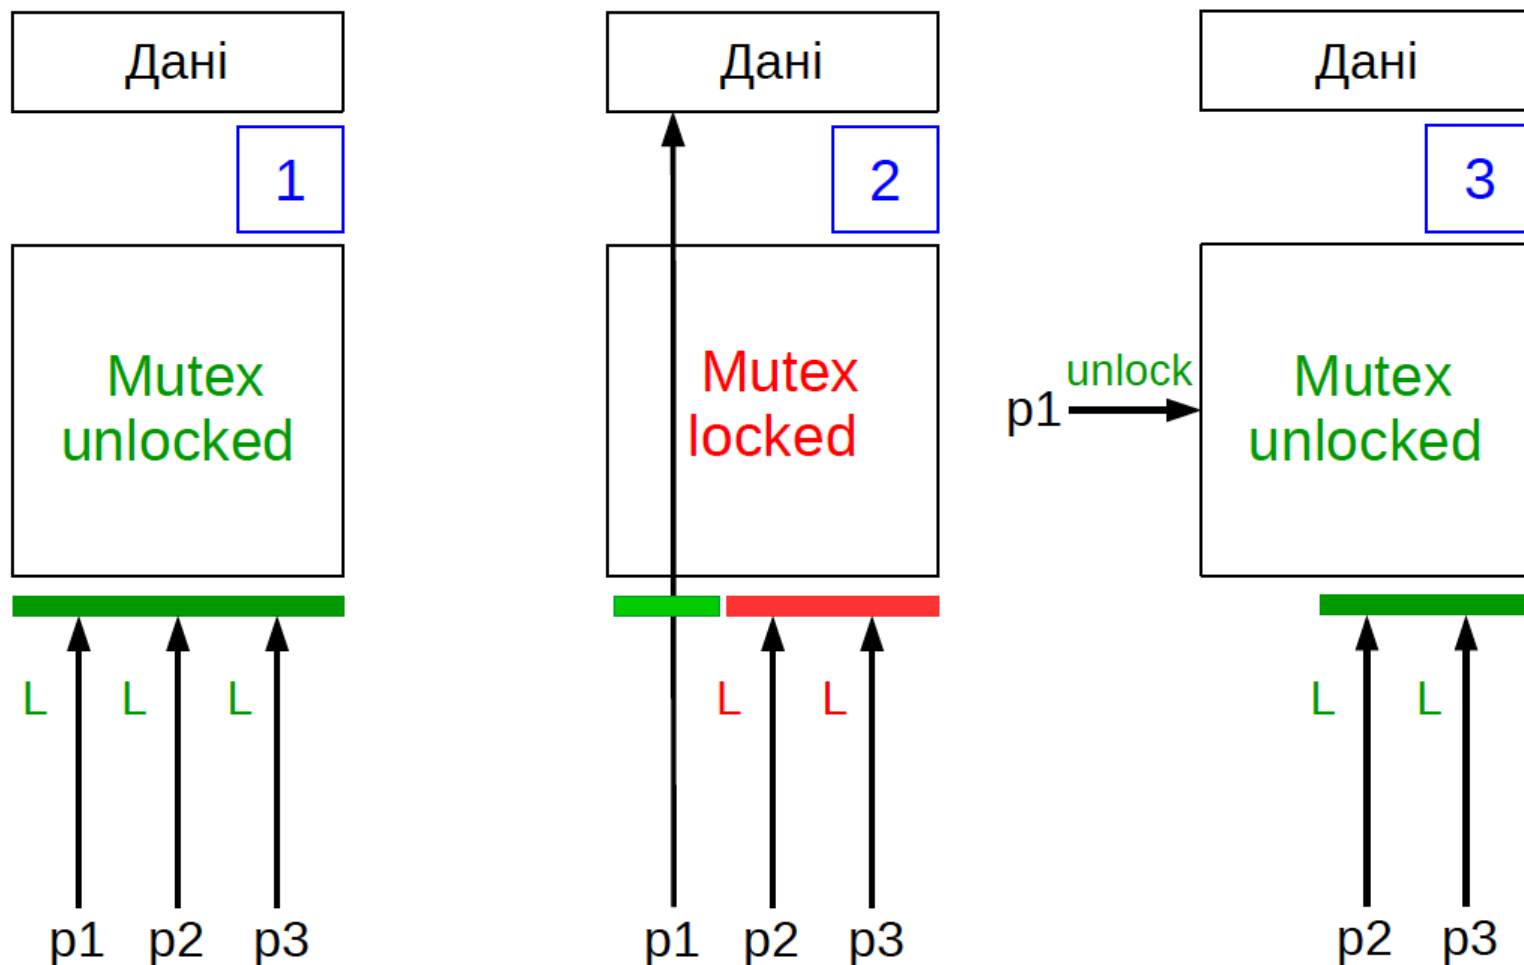 Дані
1
Mutex
unlocked
L L L
p1 p2 p3
Дані
2
Mutex
locked
L L
p1 p2 p3
Дані
3
p1 unlock
Mutex
unlocked
L L
p2 p3